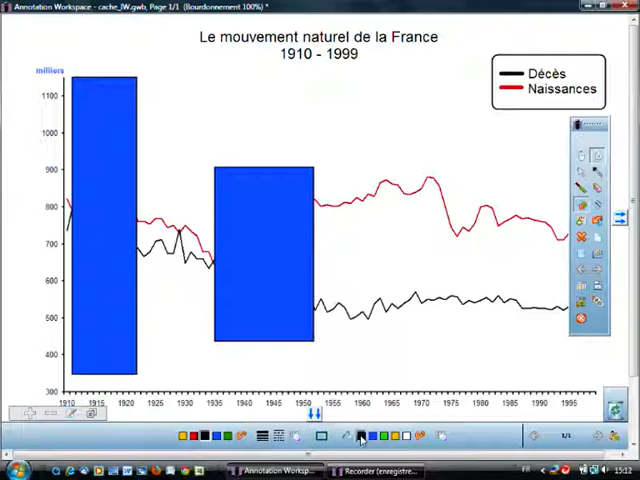 Annotation Workspace - cache_IW.gwb, Page 1/1 (Bourdonnement 100%) *
Le mouvement naturel de la France
1910 - 1999
milliers
Décès
Naissances
1100
1000
900
800
700
600
500
400
300
1910 1915 1920 1925 1930 1935 1940 1945 1950 1955 1960 1965 1970 1975 1980 1985 1990 1995
1/1
Annotation Worksp...
Recorder (enregistre...
FR
15:12